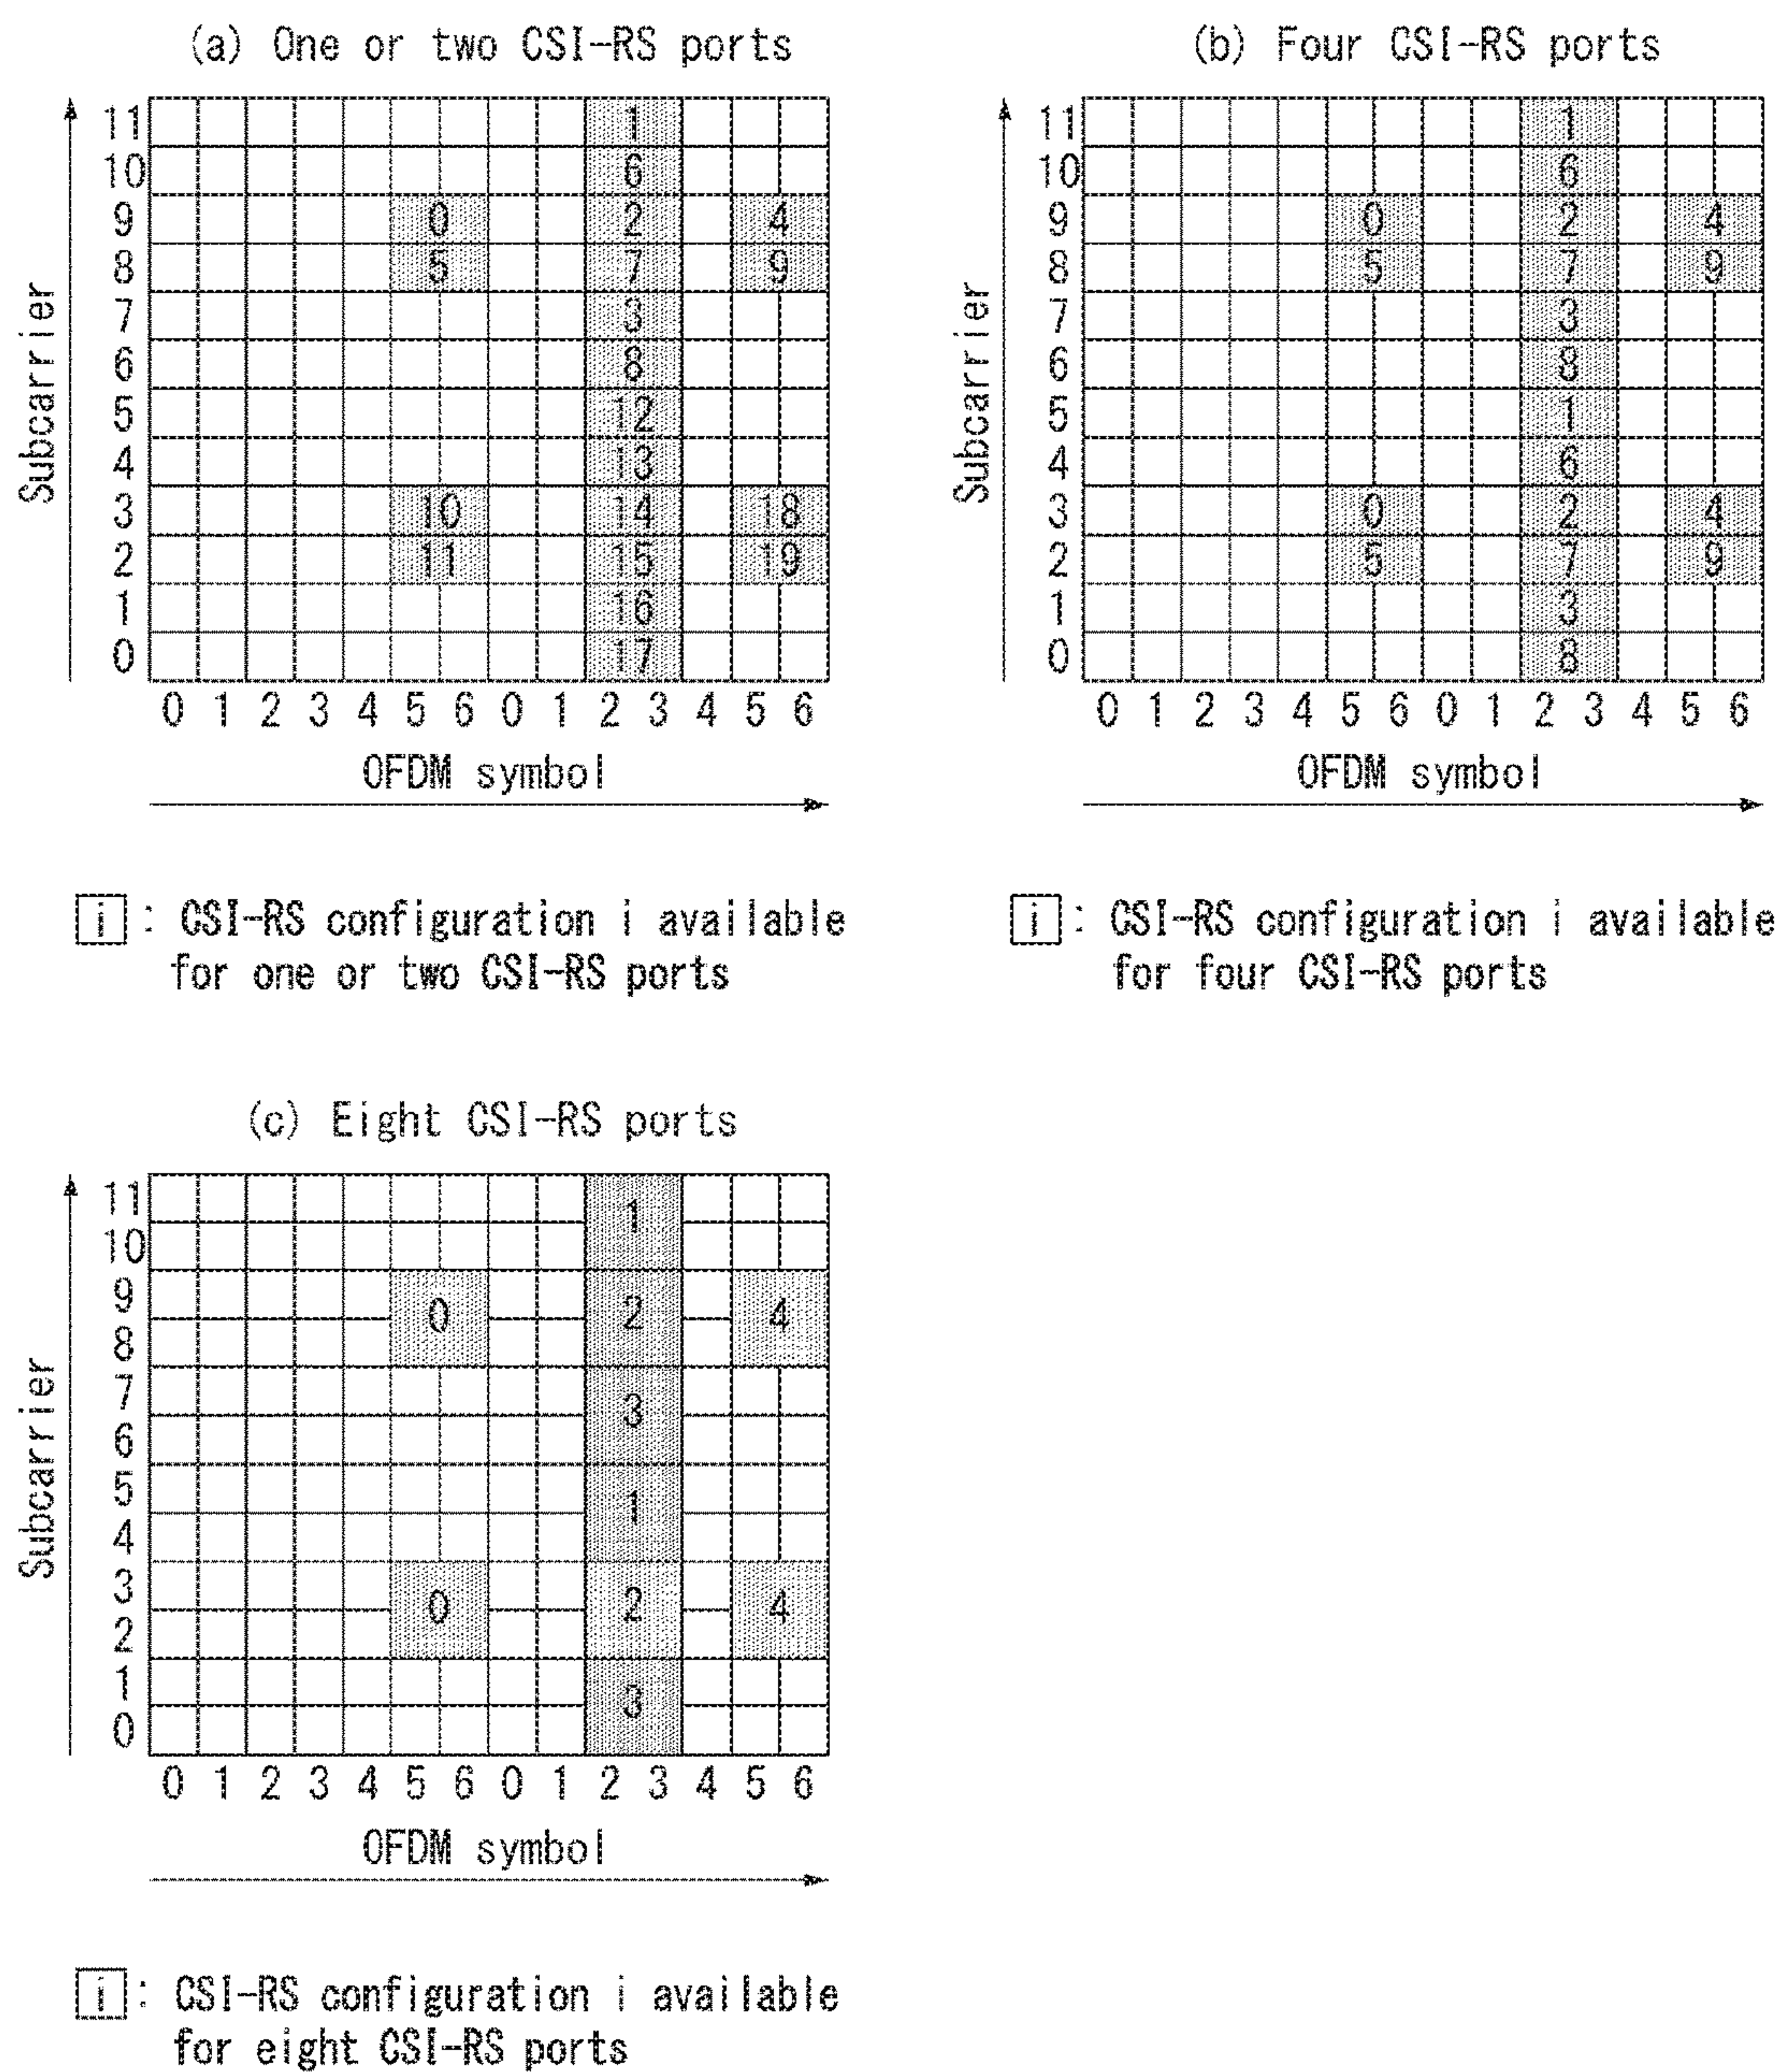 (a) One or two CSI-RS ports
11 1
10 6
9 0 2 4
8 5 7 9
7 3
6 8
5 12
4 13
3 10 14 18
2 11 15 19
1 16
0 17
Subcarrier
0 1 2 3 4 5 6 0 1 2 3 4 5 6
OFDM symbol
i : CSI-RS configuration i available
for one or two CSI-RS ports
(b) Four CSI-RS ports
11 1
10 6
9 0 2 4
8 5 7 9
7 3
6 8
5 1
4 6
3 0 2 4
2 5 7 9
1 3
0 8
Subcarrier
0 1 2 3 4 5 6 0 1 2 3 4 5 6
OFDM symbol
i : CSI-RS configuration i available
for four CSI-RS ports
(c) Eight CSI-RS ports
11
1
10
9
0 2 4
8
7
3
6
5
1
4
3
0 2 4
2
1
3
0
Subcarrier
0 1 2 3 4 5 6 0 1 2 3 4 5 6
OFDM symbol
i : CSI-RS configuration i available
for eight CSI-RS ports